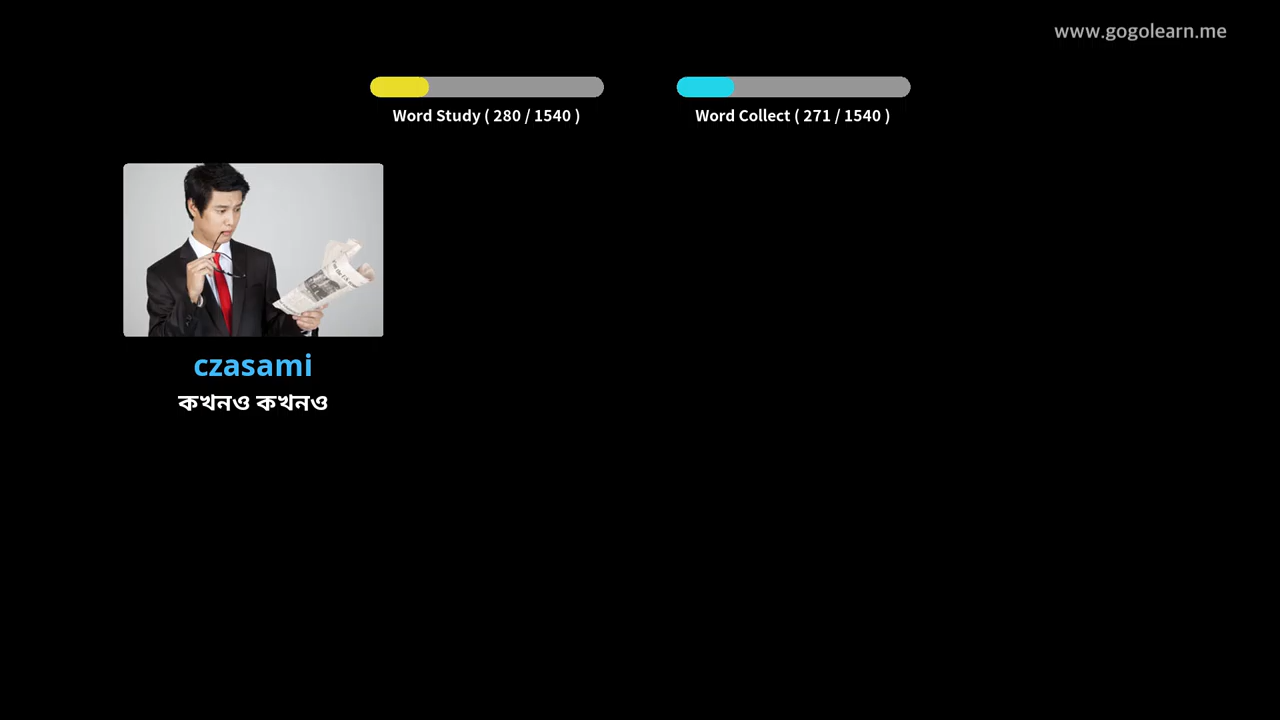 www.gogolearn.me
Word Study ( 280 / 1540 )
Word Collect ( 271 / 1540 )
czasami
কখনও কখনও